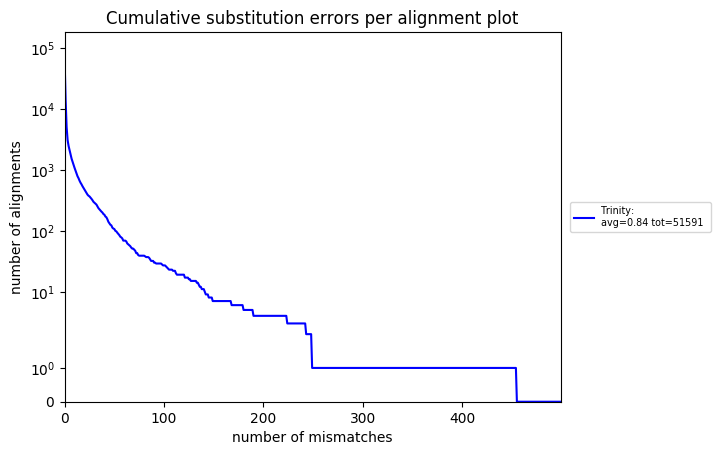 Cumulative substitution errors per alignment plot
number of alignments
10^5
10^4
10^3
10^2
10^1
10^0
0
0 100 200 300 400
number of mismatches
Trinity:
avg=0.84 tot=51591